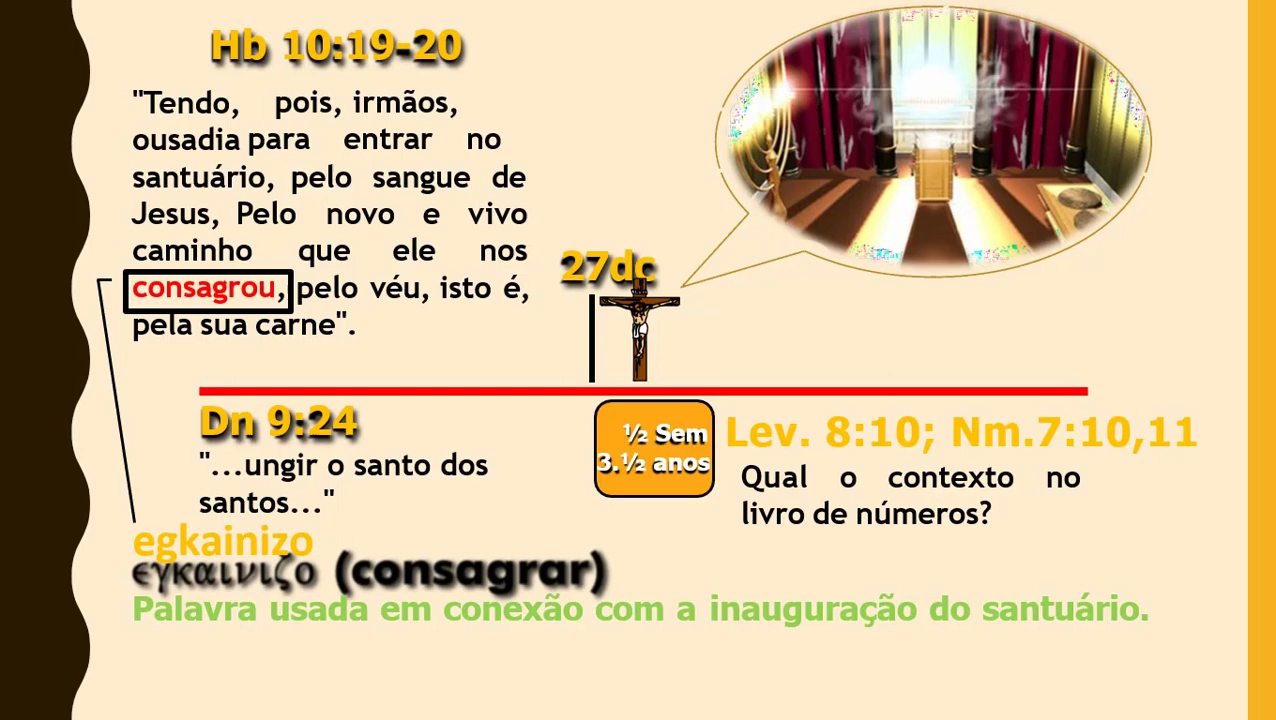 Hb 10:19-20
"Tendo, pois, irmãos,
ousadia para entrar no
santuário, pelo sangue de
Jesus, Pelo novo e vivo
caminho que ele nos
consagrou, pelo véu, isto é,
pela sua carne".
27dc
Dn 9:24
"...ungir o santo dos
santos..."
½ Sem
3.½ anos
Lev. 8:10; Nm.7:10,11
Qual o contexto no
livro de números?
egkainizo
εγκαινιζο (consagrar)
Palavra usada em conexão com a inauguração do santuário.